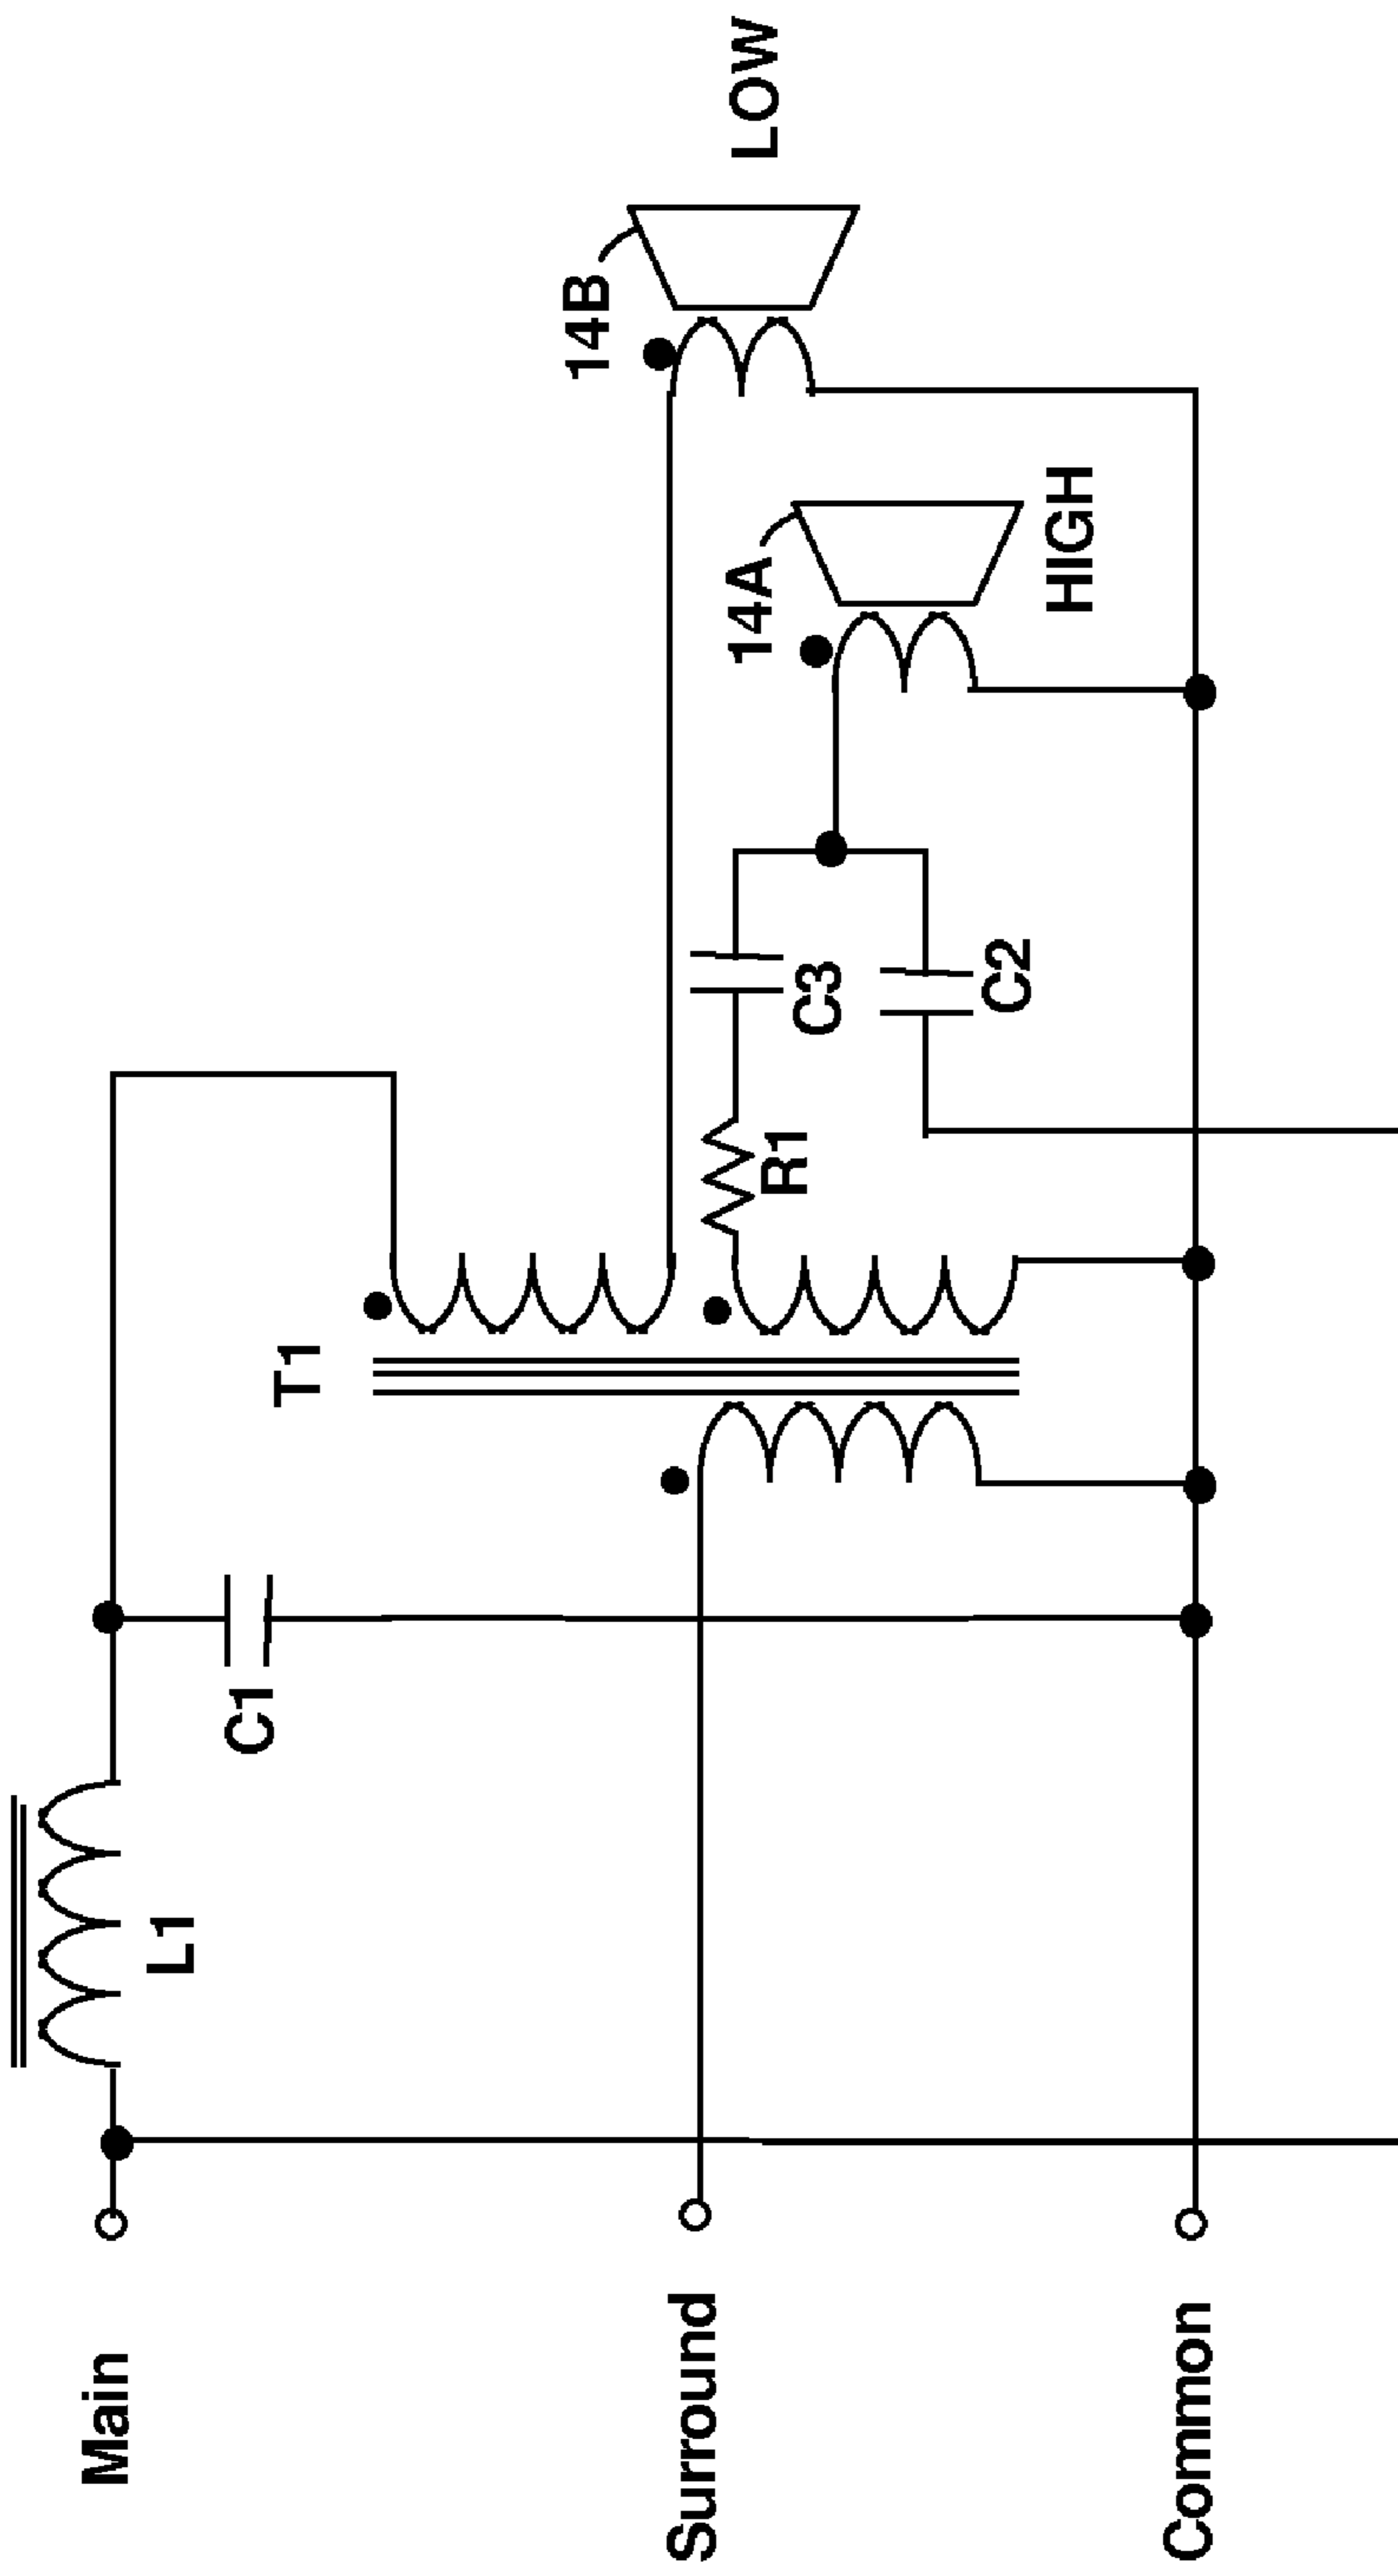 Main
L1
C1
T1
Surround
R1
C3
C2
14A
HIGH
14B
LOW
Common